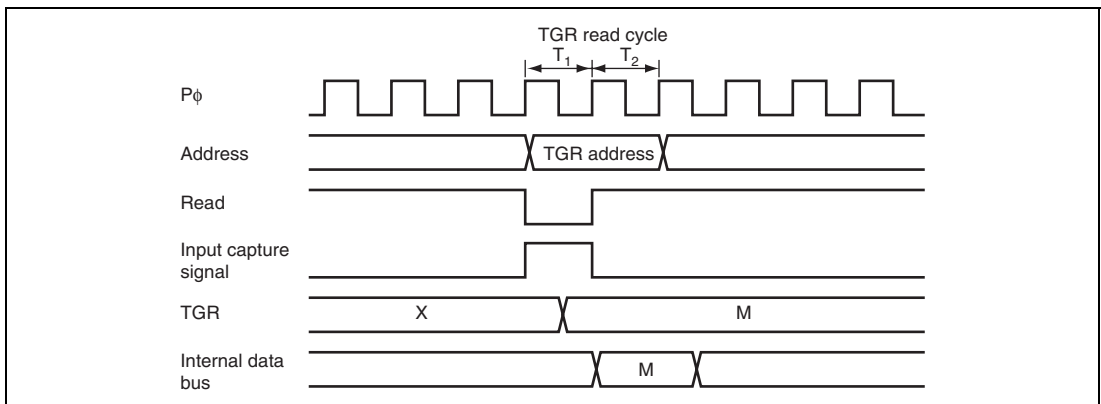 TGR read cycle
T1 T2
Pϕ
Address
TGR address
Read
Input capture
signal
TGR
X
M
Internal data
bus
M